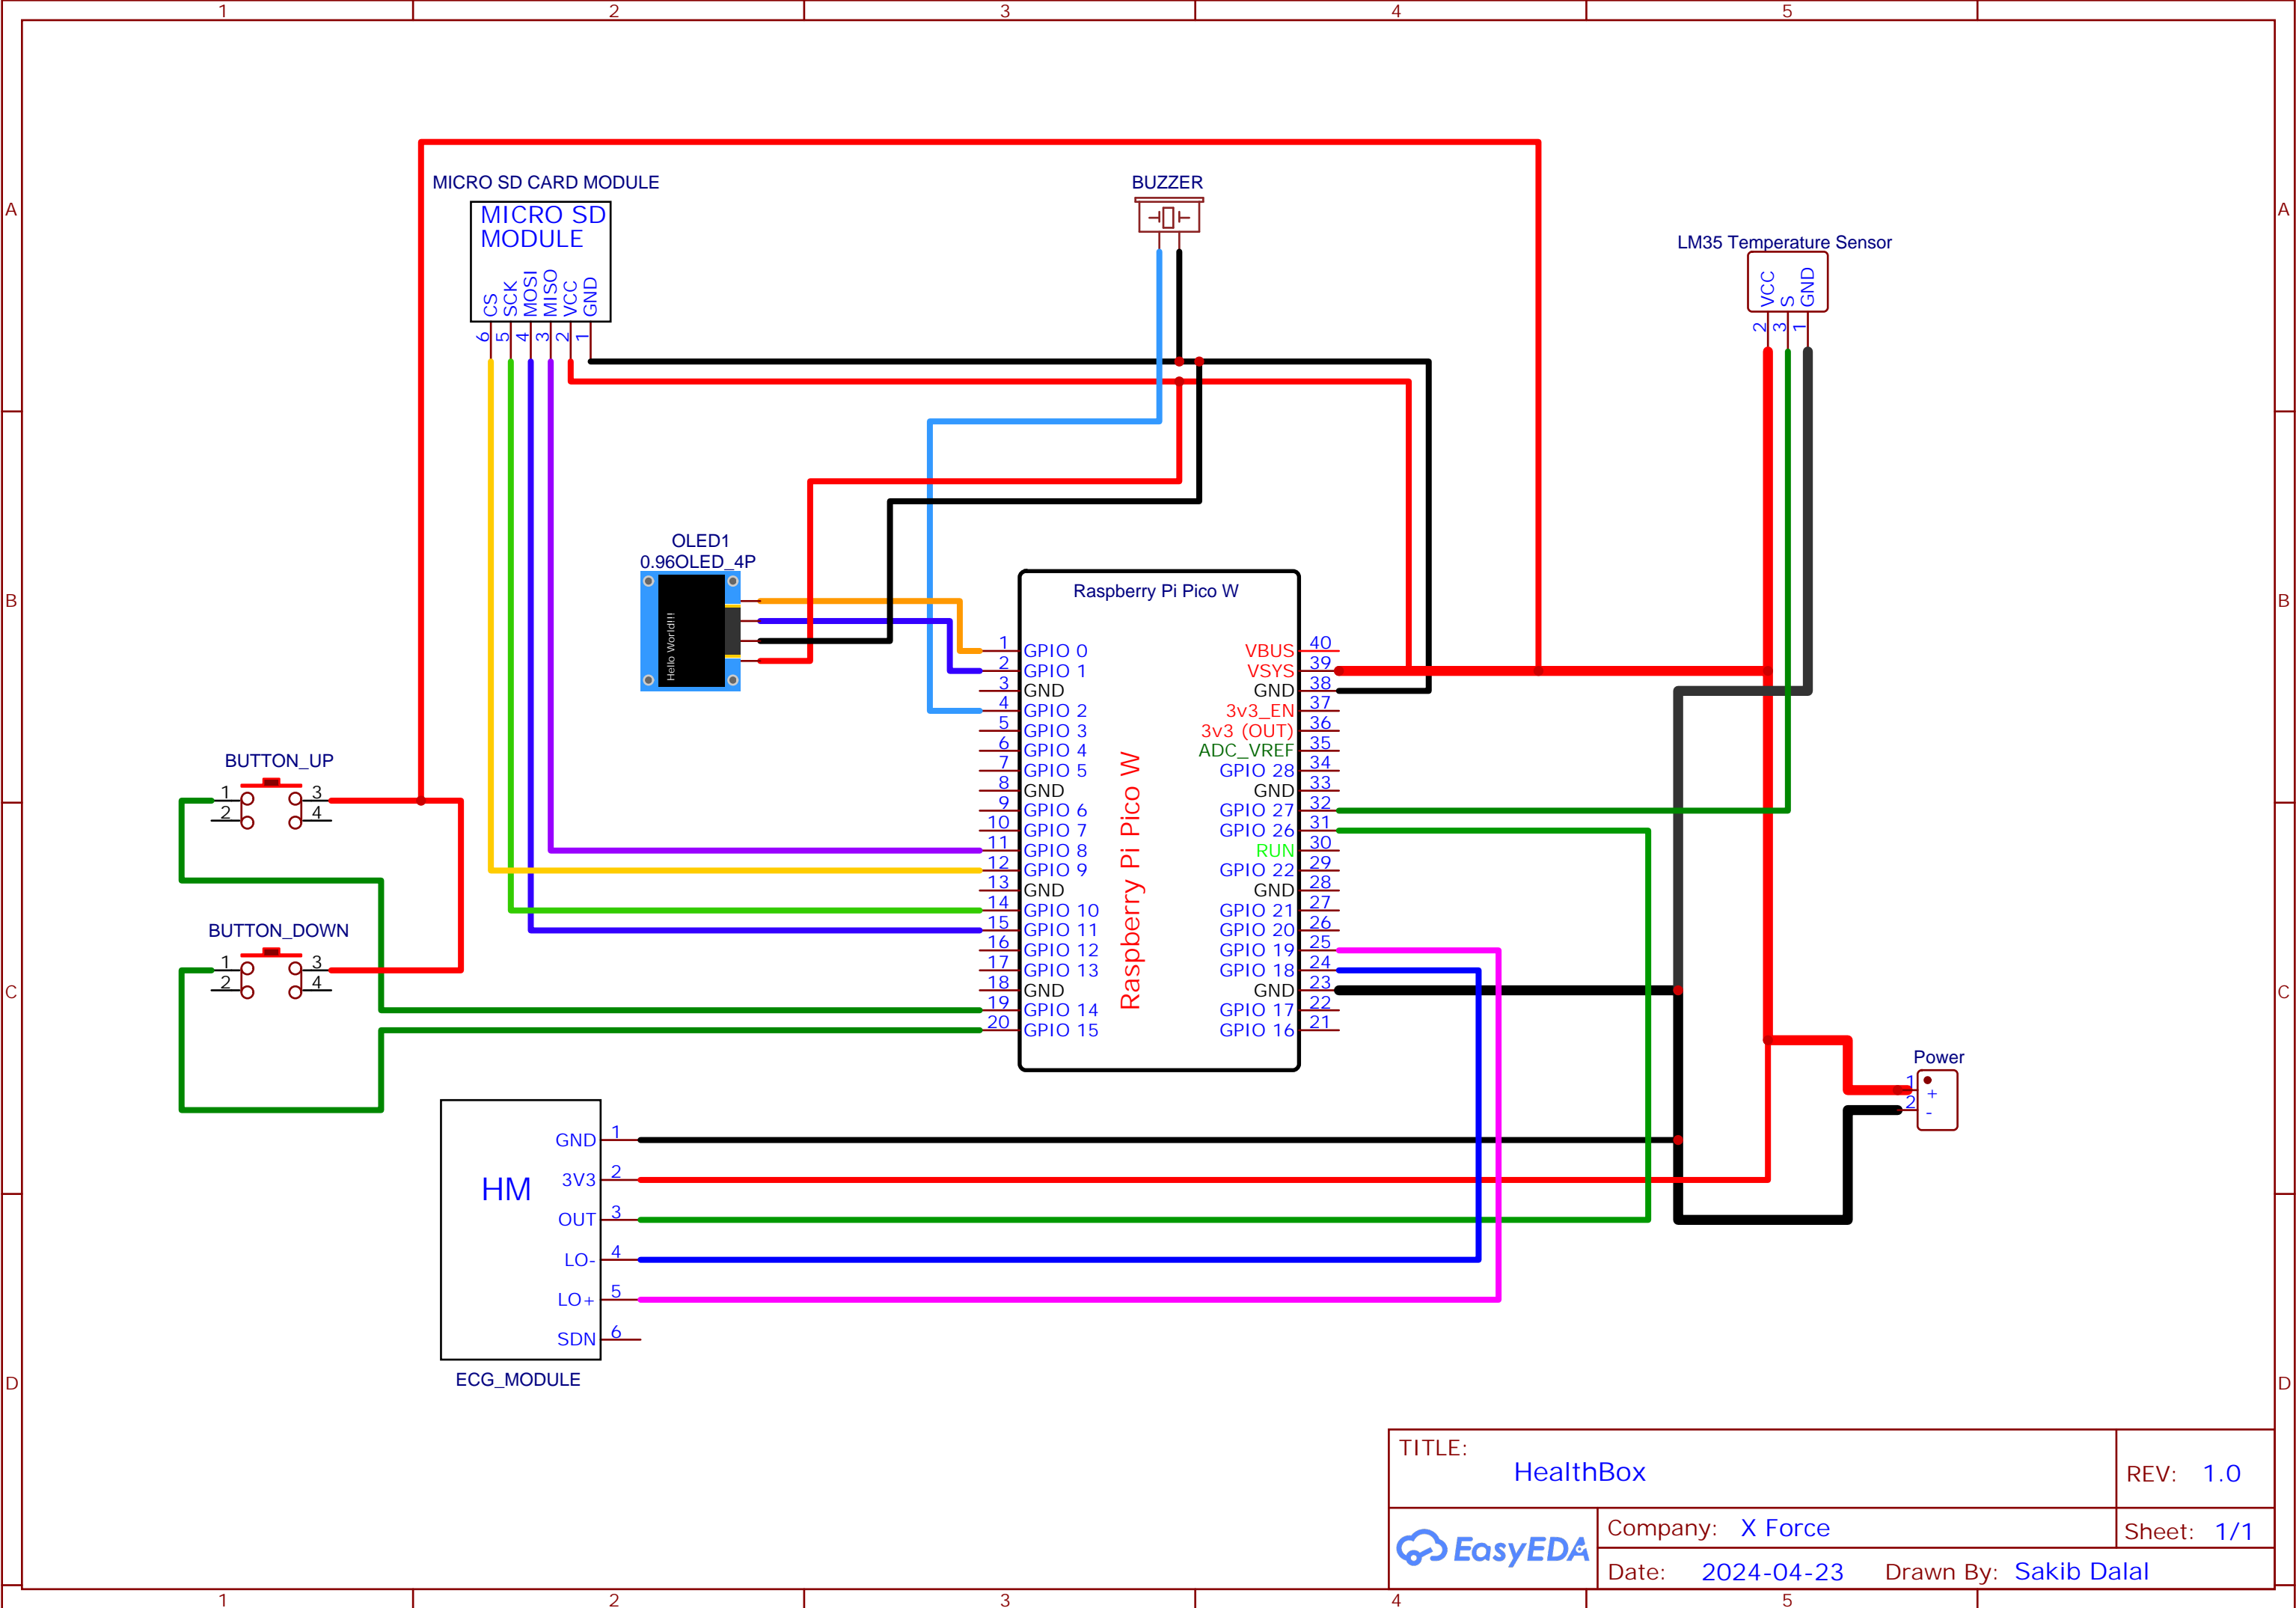 1 2 3 4 5
A A
B B
C C
D D
MICRO SD CARD MODULE
MICRO SD
MODULE
CS SCK MOSI MISO VCC GND
6 5 4 3 2 1
BUZZER
LM35 Temperature Sensor
VCC S GND
2 3 1
OLED1
0.96OLED_4P
Hello World!!!
Raspberry Pi Pico W
Raspberry Pi Pico W
1 GPIO 0
2 GPIO 1
3 GND
4 GPIO 2
5 GPIO 3
6 GPIO 4
7 GPIO 5
8 GND
9 GPIO 6
10 GPIO 7
11 GPIO 8
12 GPIO 9
13 GND
14 GPIO 10
15 GPIO 11
16 GPIO 12
17 GPIO 13
18 GND
19 GPIO 14
20 GPIO 15
VBUS 40
VSYS 39
GND 38
3v3_EN 37
3v3 (OUT) 36
ADC_VREF 35
GPIO 28 34
GND 33
GPIO 27 32
GPIO 26 31
RUN 30
GPIO 22 29
GND 28
GPIO 21 27
GPIO 20 26
GPIO 19 25
GPIO 18 24
GND 23
GPIO 17 22
GPIO 16 21
BUTTON_UP
1 3
2 4
BUTTON_DOWN
1 3
2 4
Power
1 +
2 -
HM
GND 1
3V3 2
OUT 3
LO- 4
LO+ 5
SDN 6
ECG_MODULE
TITLE:
HealthBox
REV: 1.0
EasyEDA
Company: X Force
Sheet: 1/1
Date: 2024-04-23 Drawn By: Sakib Dalal
1 2 3 4 5